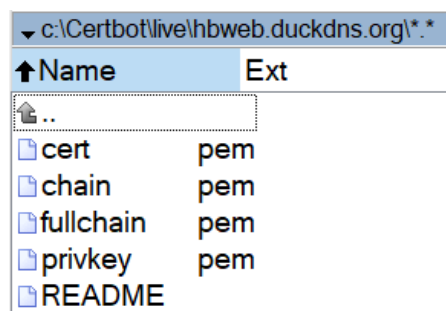 c:\Certbot\live\hbweb.duckdns.org\*.*
Name Ext
..
cert pem
chain pem
fullchain pem
privkey pem
README